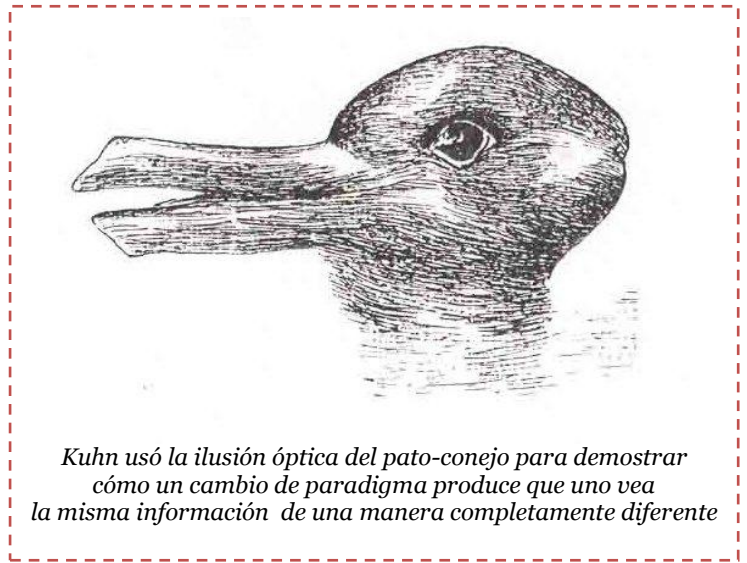 Kuhn usó la ilusión óptica del pato-conejo para demostrar
cómo un cambio de paradigma produce que uno vea
la misma información de una manera completamente diferente